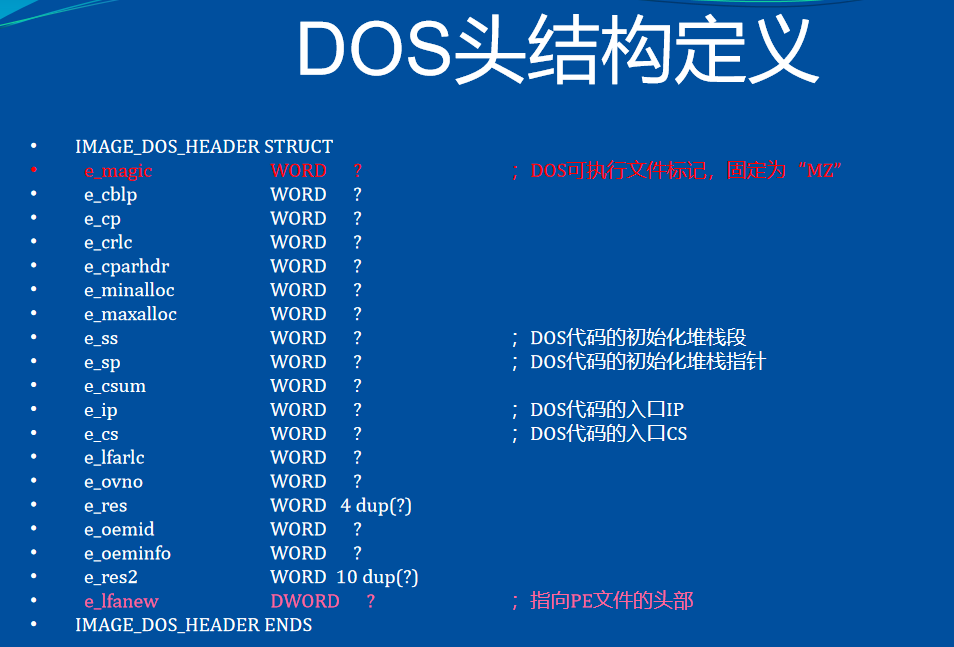 DOS头结构定义
• IMAGE_DOS_HEADER STRUCT
• e_magic WORD ? ；DOS可执行文件标记，固定为“MZ”
• e_cblp WORD ?
• e_cp WORD ?
• e_crlc WORD ?
• e_cparhdr WORD ?
• e_minalloc WORD ?
• e_maxalloc WORD ?
• e_ss WORD ? ；DOS代码的初始化堆栈段
• e_sp WORD ? ；DOS代码的初始化堆栈指针
• e_csum WORD ?
• e_ip WORD ? ；DOS代码的入口IP
• e_cs WORD ? ；DOS代码的入口CS
• e_lfarlc WORD ?
• e_ovno WORD ?
• e_res WORD 4 dup(?)
• e_oemid WORD ?
• e_oeminfo WORD ?
• e_res2 WORD 10 dup(?)
• e_lfanew DWORD ? ；指向PE文件的头部
• IMAGE_DOS_HEADER ENDS